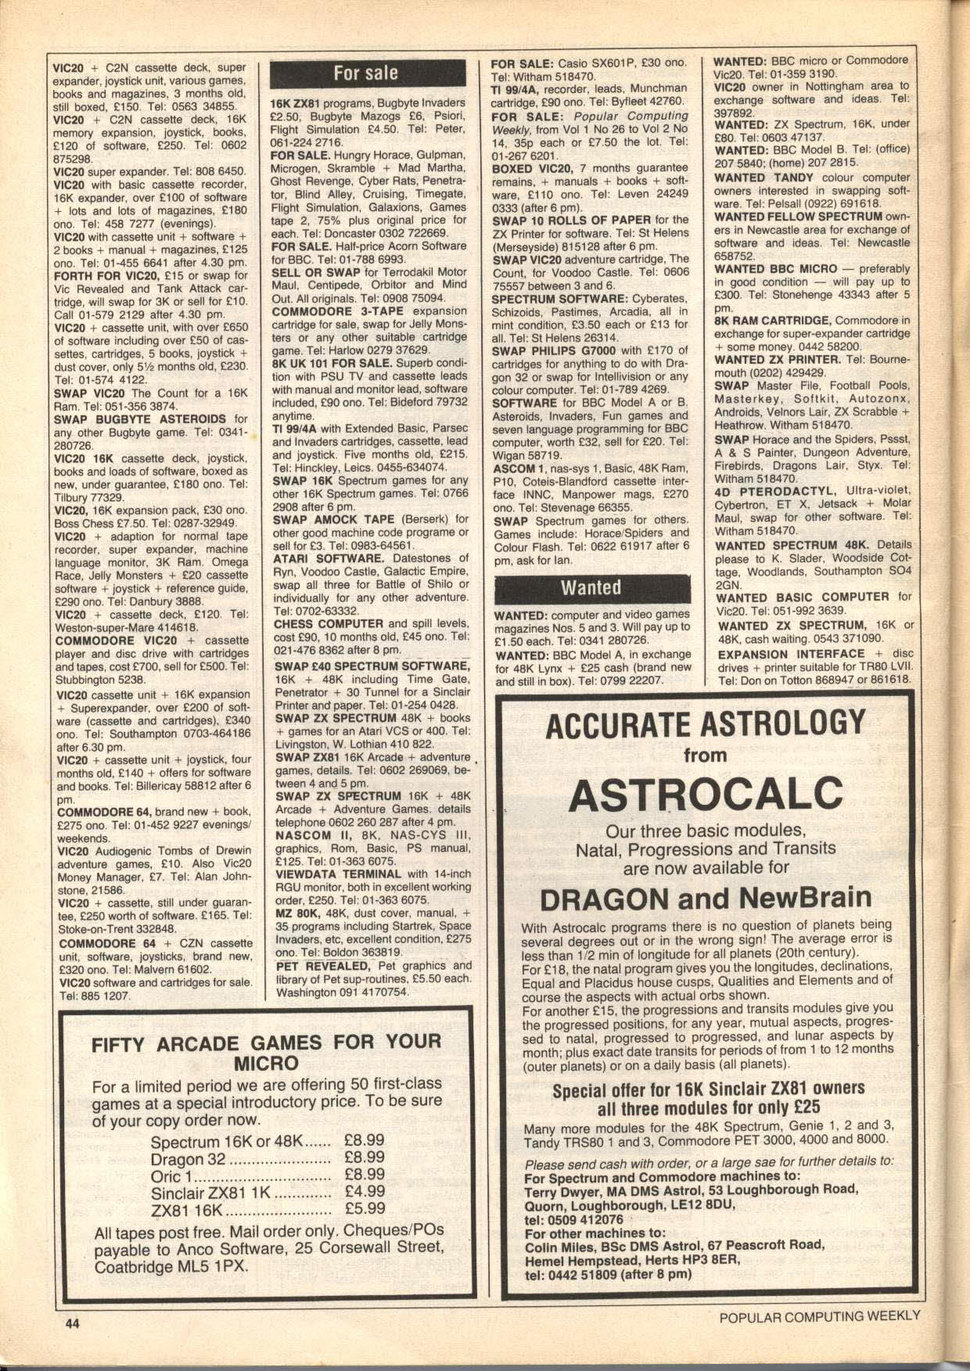 VIC20 + C2N cassette deck, super
expander, joystick unit, various games,
books and magazines, 3 months old,
still boxed, £150. Tel: 0563 34855.
VIC20 + C2N cassette deck, 16K
memory expansion, joystick, books,
£120 of software, £250. Tel: 0602
875298.
VIC20 super expander. Tel: 808 6450.
VIC20 with basic cassette recorder,
16K expander, over £100 of software
+ lots and lots of magazines, £180
ono. Tel: 458 7277 (evenings).
VIC20 with cassette unit + software +
2 books + manual + magazines, £125
ono. Tel: 01-455 6641 after 4.30 pm.
FORTH FOR VIC20, £15 or swap for
Vic Revealed and Tank Attack car-
tridge, will swap for 3K or sell for £10.
Call 01-579 2129 after 4.30 pm.
VIC20 + cassette unit, with over £650
of software including over £50 of cas-
settes, cartridges, 5 books, joystick +
dust cover, only 5½ months old, £230.
Tel: 01-574 4122.
SWAP VIC20 The Count for a 16K
Ram. Tel: 051-356 3874.
SWAP BUGBYTE ASTEROIDS for
any other Bugbyte game. Tel: 0341-
280726.
VIC20 16K cassette deck, joystick,
books and loads of software, boxed as
new, under guarantee, £180 ono. Tel:
Tilbury 77329.
VIC20, 16K expansion pack, £30 ono.
Boss Chess £7.50. Tel: 0287-32949.
VIC20 + adaption for normal tape
recorder, super expander, machine
language monitor, 3K Ram. Omega
Race, Jelly Monsters + £20 cassette
software + joystick + reference guide,
£290 ono. Tel: Danbury 3888.
VIC20 + cassette deck, £120. Tel:
Weston-super-Mare 414618.
COMMODORE VIC20 + cassette
player and disc drive with cartridges
and tapes, cost £700, sell for £500. Tel:
Stubbington 5238.
VIC20 cassette unit + 16K expansion
+ Superexpander, over £200 of soft-
ware (cassette and cartridges), £340
ono. Tel: Southampton 0703-464186
after 6.30 pm.
VIC20 + cassette unit + joystick, four
months old, £140 + offers for software
and books. Tel: Billericay 58812 after 6
pm.
COMMODORE 64, brand new + book,
£275 ono. Tel: 01-452 9227 evenings/
weekends.
VIC20 Audiogenic Tombs of Drewin
adventure games, £10. Also Vic20
Money Manager, £7. Tel: Alan John-
stone, 21586.
VIC20 + cassette, still under guaran-
tee, £250 worth of software. £165. Tel:
Stoke-on-Trent 332848.
COMMODORE 64 + CZN cassette
unit, software, joysticks, brand new,
£320 ono. Tel: Malvern 61602.
VIC20 software and cartridges for sale.
Tel: 885 1207.
For sale
16K ZX81 programs, Bugbyte Invaders
£2.50, Bugbyte Mazogs £6, Psiori,
Flight Simulation £4.50. Tel: Peter,
061-224 2716.
FOR SALE. Hungry Horace, Gulpman,
Microgen, Skramble + Mad Martha,
Ghost Revenge, Cyber Rats, Penetra-
tor, Blind Alley, Cruising, Timegate,
Flight Simulation, Galaxions, Games
tape 2, 75% plus original price for
each. Tel: Doncaster 0302 722669.
FOR SALE. Half-price Acorn Software
for BBC. Tel: 01-788 6993.
SELL OR SWAP for Terrodakil Motor
Maul, Centipede, Orbitor and Mind
Out. All originals. Tel: 0908 75094.
COMMODORE 3-TAPE expansion
cartridge for sale, swap for Jelly Mons-
ters or any other suitable cartridge
game. Tel: Harlow 0279 37629.
8K UK 101 FOR SALE. Superb condi-
tion with PSU TV and cassette leads
with manual and monitor lead, software
included, £90 ono. Tel: Bideford 79732
anytime.
TI 99/4A with Extended Basic, Parsec
and Invaders cartridges, cassette, lead
and joystick. Five months old, £215.
Tel: Hinckley, Leics. 0455-634074.
SWAP 16K Spectrum games for any
other 16K Spectrum games. Tel: 0766
2908 after 6 pm.
SWAP AMOCK TAPE (Berserk) for
other good machine code programe or
sell for £3. Tel: 0983-64561.
ATARI SOFTWARE. Datestones of
Ryn, Voodoo Castle, Galactic Empire,
swap all three for Battle of Shilo or
individually for any other adventure.
Tel: 0702-63332.
CHESS COMPUTER and spill levels,
cost £90, 10 months old, £45 ono. Tel:
021-476 8362 after 8 pm.
SWAP £40 SPECTRUM SOFTWARE,
16K + 48K including Time Gate,
Penetrator + 30 Tunnel for a Sinclair
Printer and paper. Tel: 01-254 0428.
SWAP ZX SPECTRUM 48K + books
+ games for an Atari VCS or 400. Tel:
Livingston, W. Lothian 410 822.
SWAP ZX81 16K Arcade + adventure
games, details. Tel: 0602 269069, be-
tween 4 and 5 pm.
SWAP ZX SPECTRUM 16K + 48K
Arcade + Adventure Games. details
telephone 0602 260 287 after 4 pm.
NASCOM II, 8K, NAS-CYS III,
graphics, Rom, Basic, PS manual,
£125. Tel: 01-363 6075.
VIEWDATA TERMINAL with 14-inch
RGU monitor, both in excellent working
order, £250. Tel: 01-363 6075.
MZ 80K, 48K, dust cover, manual, +
35 programs including Startrek, Space
Invaders, etc, excellent condition, £275
ono. Tel: Boldon 363819.
PET REVEALED, Pet graphics and
library of Pet sup-routines, £5.50 each.
Washington 091 4170754.
FOR SALE: Casio SX601P, £30 ono.
Tel: Witham 518470.
TI 99/4A, recorder, leads, Munchman
cartridge, £90 ono. Tel: Byfleet 42760.
FOR SALE: Popular Computing
Weekly, from Vol 1 No 26 to Vol 2 No
14, 35p each or £7.50 the lot. Tel:
01-267 6201.
BOXED VIC20, 7 months guarantee
remains, + manuals + books + soft-
ware, £110 ono. Tel: Leven 24249
0333 (after 6 pm).
SWAP 10 ROLLS OF PAPER for the
ZX Printer for software. Tel: St Helens
(Merseyside) 815128 after 6 pm.
SWAP VIC20 adventure cartridge, The
Count, for Voodoo Castle. Tel: 0606
75557 between 3 and 6.
SPECTRUM SOFTWARE: Cyberates,
Schizoids, Pastimes, Arcadia, all in
mint condition, £3.50 each or £13 for
all. Tel: St Helens 26314.
SWAP PHILIPS G7000 with £170 of
cartridges for anything to do with Dra-
gon 32 or swap for Intellivision or any
colour computer. Tel: 01-789 4269.
SOFTWARE for BBC Model A or B.
Asteroids, Invaders, Fun games and
seven language programming for BBC
computer, worth £32, sell for £20. Tel:
Wigan 58719.
ASCOM 1, nas-sys 1, Basic, 48K Ram,
P10, Coteis-Blandford cassette inter-
face INNC, Manpower mags, £270
ono. Tel: Stevenage 66355.
SWAP Spectrum games for others.
Games include: Horace/Spiders and
Colour Flash. Tel: 0622 61917 after 6
pm, ask for Ian.
Wanted
WANTED: computer and video games
magazines Nos. 5 and 3. Will pay up to
£1.50 each. Tel: 0341 280726.
WANTED: BBC Model A, in exchange
for 48K Lynx + £25 cash (brand new
and still in box). Tel: 0799 22207.
WANTED: BBC micro or Commodore
Vic20. Tel: 01-359 3190.
VIC20 owner in Nottingham area to
exchange software and ideas. Tel:
397892.
WANTED: ZX Spectrum, 16K, under
£80. Tel: 0603 47137.
WANTED: BBC Model B. Tel: (office)
207 5840; (home) 207 2815.
WANTED TANDY colour computer
owners interested in swapping soft-
ware. Tel: Pelsall (0922) 691618.
WANTED FELLOW SPECTRUM own-
ers in Newcastle area for exchange of
software and ideas. Tel: Newcastle
658752.
WANTED BBC MICRO — preferably
in good condition — will pay up to
£300. Tel: Stonehenge 43343 after 5
pm.
8K RAM CARTRIDGE, Commodore in
exchange for super-expander cartridge
+ some money. 0442 58200.
WANTED ZX PRINTER. Tel: Bourne-
mouth (0202) 429429.
SWAP Master File, Football Pools,
Masterkey, Softkit, Autozonx,
Androids, Velnors Lair, ZX Scrabble +
Heathrow. Witham 518470.
SWAP Horace and the Spiders, Pssst,
A & S Painter, Dungeon Adventure,
Firebirds, Dragons Lair, Styx. Tel:
Witham 518470.
4D PTERODACTYL, Ultra-violet,
Cybertron, ET X, Jetsack + Molar
Maul, swap for other software. Tel:
Witham 518470.
WANTED SPECTRUM 48K. Details
please to K. Slader, Woodside Cot-
tage, Woodlands, Southampton SO4
2GN.
WANTED BASIC COMPUTER for
Vic20. Tel: 051-992 3639.
WANTED ZX SPECTRUM, 16K or
48K, cash waiting. 0543 371090.
EXPANSION INTERFACE + disc
drives + printer suitable for TR80 LVII.
Tel: Don on Totton 868947 or 861618.
FIFTY ARCADE GAMES FOR YOUR
MICRO
For a limited period we are offering 50 first-class
games at a special introductory price. To be sure
of your copy order now.
Spectrum 16K or 48K...... £8.99
Dragon 32 ....................... £8.99
Oric 1............................... £8.99
Sinclair ZX81 1K ............. £4.99
ZX81 16K........................ £5.99
All tapes post free. Mail order only. Cheques/POs
payable to Anco Software, 25 Corsewall Street,
Coatbridge ML5 1PX.
ACCURATE ASTROLOGY
from
ASTROCALC
Our three basic modules,
Natal, Progressions and Transits
are now available for
DRAGON and NewBrain
With Astrocalc programs there is no question of planets being
several degrees out or in the wrong sign! The average error is
less than 1/2 min of longitude for all planets (20th century).
For £18, the natal program gives you the longitudes, declinations,
Equal and Placidus house cusps, Qualities and Elements and of
course the aspects with actual orbs shown.
For another £15, the progressions and transits modules give you
the progressed positions, for any year, mutual aspects, progres-
sed to natal, progressed to progressed, and lunar aspects by
month; plus exact date transits for periods of from 1 to 12 months
(outer planets) or on a daily basis (all planets).
Special offer for 16K Sinclair ZX81 owners
all three modules for only £25
Many more modules for the 48K Spectrum, Genie 1, 2 and 3,
Tandy TRS80 1 and 3, Commodore PET 3000, 4000 and 8000.
Please send cash with order, or a large sae for further details to:
For Spectrum and Commodore machines to:
Terry Dwyer, MA DMS Astrol, 53 Loughborough Road,
Quorn, Loughborough, LE12 8DU,
tel: 0509 412076
For other machines to:
Colin Miles, BSc DMS Astrol, 67 Peascroft Road,
Hemel Hempstead, Herts HP3 8ER,
tel: 0442 51809 (after 8 pm)
44
POPULAR COMPUTING WEEKLY